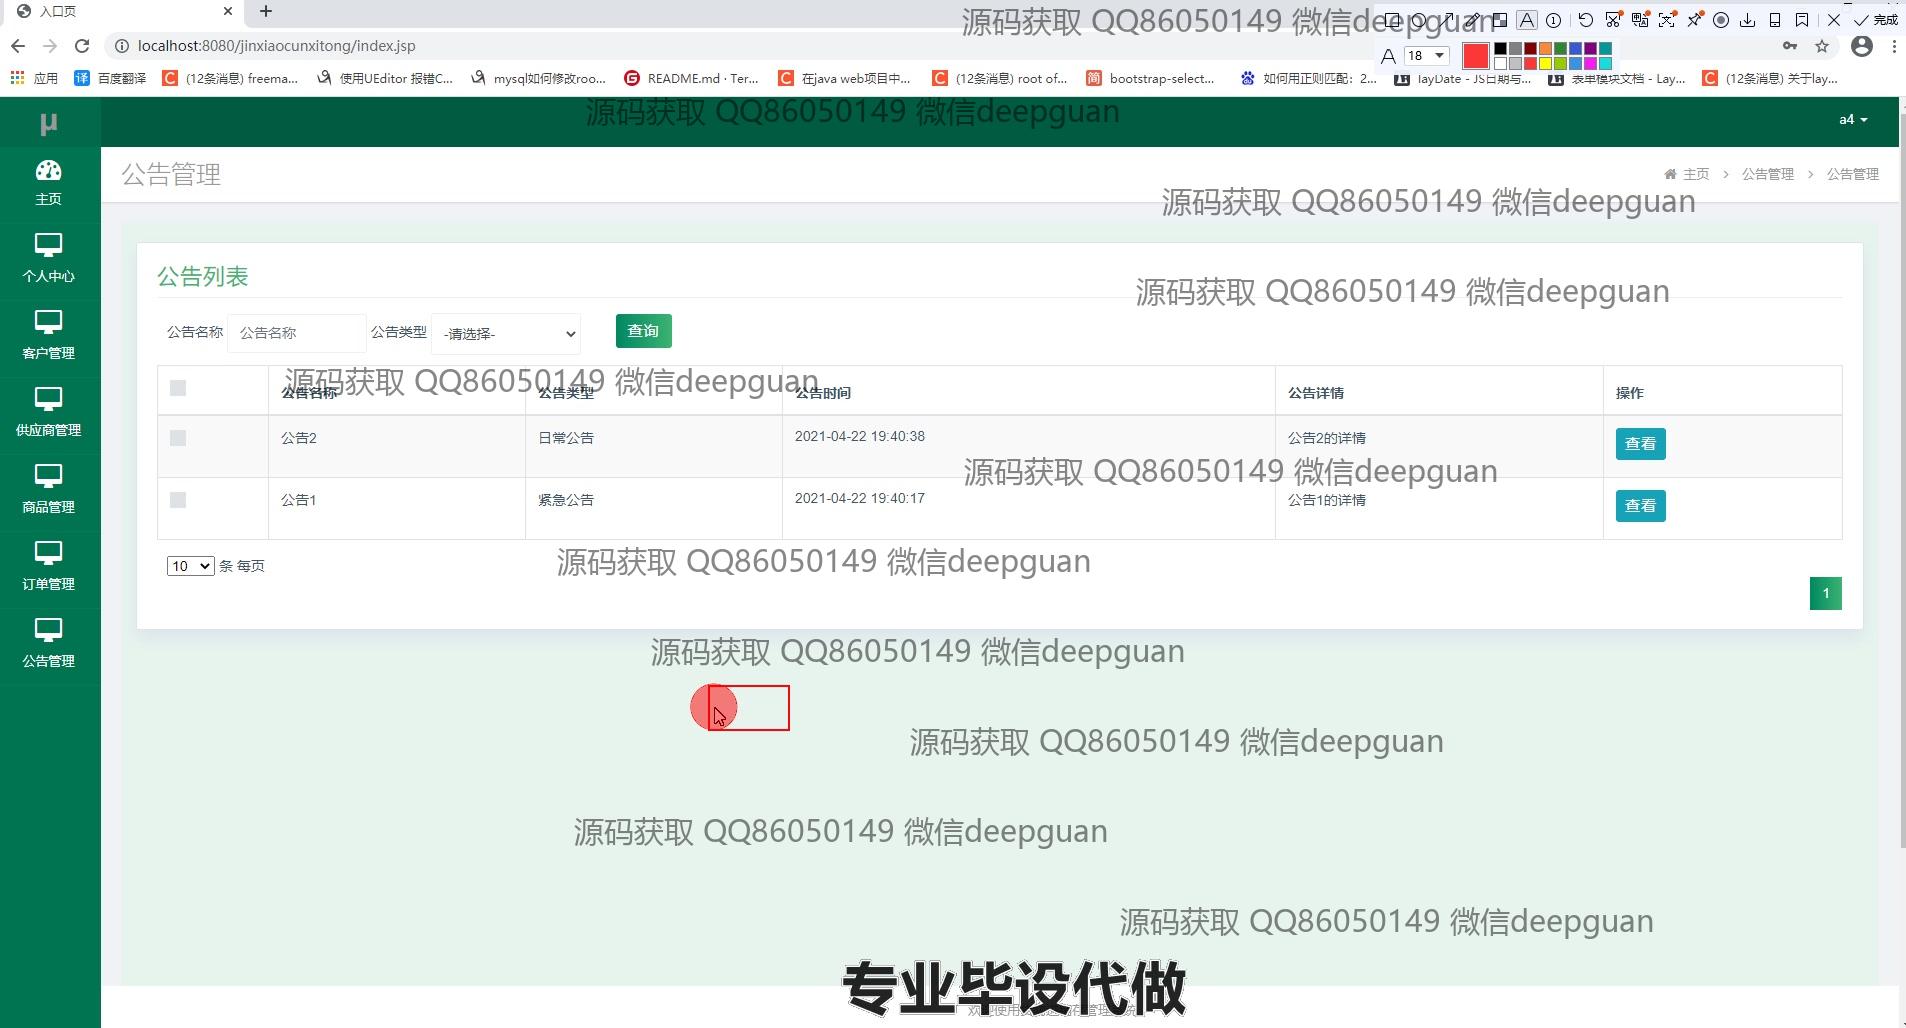 入口页
源码获取 QQ86050149 微信deepguan
完成
localhost:8080/jinxiaocunxitong/index.jsp
A 18
应用 百度翻译 (12条消息) freema... 使用UEditor 报错C... mysql如何修改roo... README.md · Ter... 在java web项目中... (12条消息) root of... bootstrap-select... 如何用正则匹配：2... layDate - JS日期与... 表单模块文档 - Lay... (12条消息) 关于lay...
源码获取 QQ86050149 微信deepguan
μ
a4
主页
公告管理
主页 > 公告管理 > 公告管理
源码获取 QQ86050149 微信deepguan
个人中心
公告列表
源码获取 QQ86050149 微信deepguan
公告名称 公告名称 公告类型 -请选择- 查询
客户管理
源码获取 QQ86050149 微信deepguan
公告名称 公告类型 公告时间 公告详情 操作
供应商管理
公告2 日常公告 2021-04-22 19:40:38 公告2的详情 查看
源码获取 QQ86050149 微信deepguan
商品管理
公告1 紧急公告 2021-04-22 19:40:17 公告1的详情 查看
源码获取 QQ86050149 微信deepguan
10 条 每页
订单管理
1
源码获取 QQ86050149 微信deepguan
公告管理
源码获取 QQ86050149 微信deepguan
源码获取 QQ86050149 微信deepguan
源码获取 QQ86050149 微信deepguan
专业毕设代做